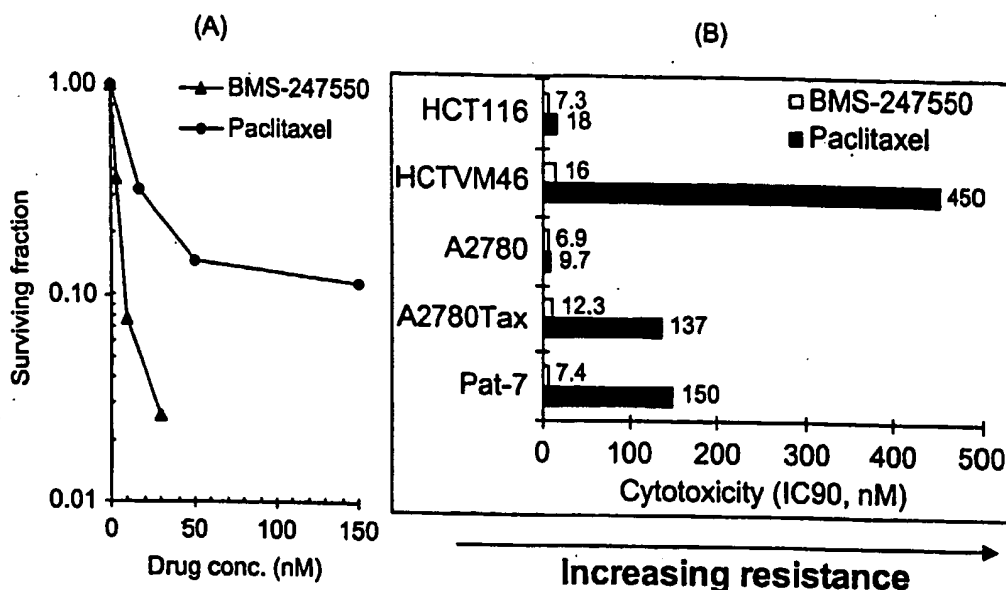 (A)
(B)
1.00
0.10
0.01
Surviving fraction
BMS-247550
Paclitaxel
0 50 100 150
Drug conc. (nM)
HCT116
7.3
18
BMS-247550
Paclitaxel
HCTVM46
16
450
A2780
6.9
9.7
A2780Tax
12.3
137
Pat-7
7.4
150
0 100 200 300 400 500
Cytotoxicity (IC90, nM)
Increasing resistance